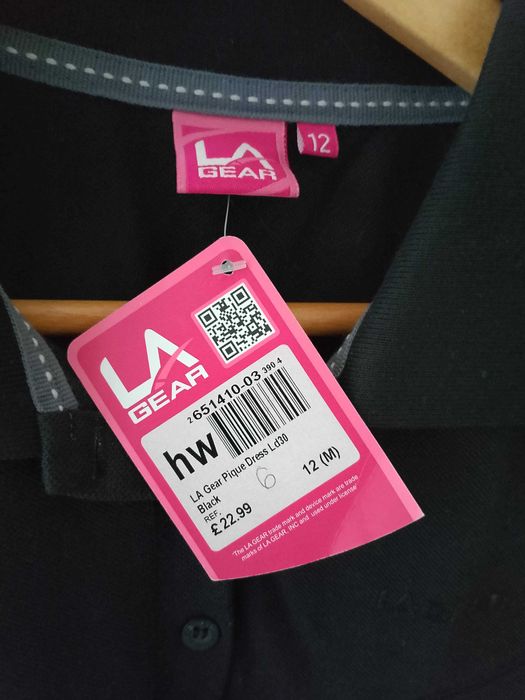 LA
GEAR
12
LA
GEAR
2 651410-03 390 4
hw
LA Gear Pique Dress Ld30
Black
6
12 (M)
REF.
£22.99
'The LA GEAR trade mark and device mark are trade
marks of LA GEAR, INC and used under license'